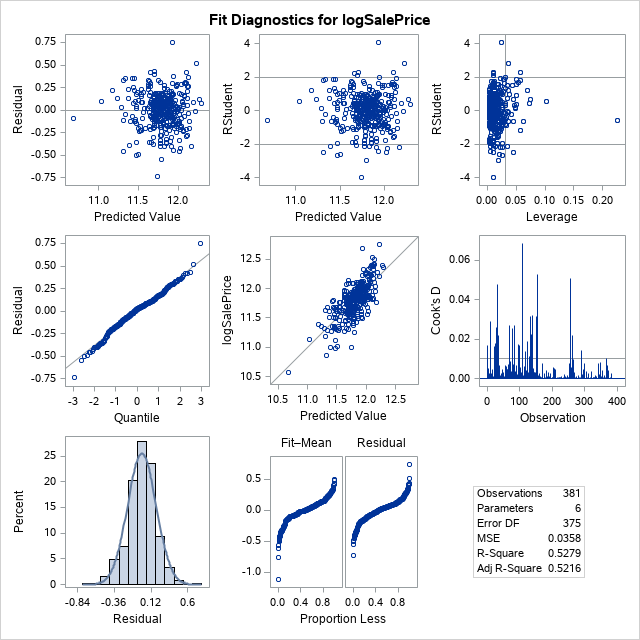 Fit Diagnostics for logSalePrice
0.75
0.50
0.25
0.00
-0.25
-0.50
-0.75
Residual
11.0 11.5 12.0
Predicted Value
4
2
0
-2
-4
RStudent
11.0 11.5 12.0
Predicted Value
4
2
0
-2
-4
RStudent
0.00 0.05 0.10 0.15 0.20
Leverage
0.75
0.50
0.25
0.00
-0.25
-0.50
-0.75
Residual
-3 -2 -1 0 1 2 3
Quantile
12.5
12.0
11.5
11.0
10.5
logSalePrice
10.5 11.0 11.5 12.0 12.5
Predicted Value
0.06
0.04
0.02
0.00
Cook's D
0 100 200 300 400
Observation
25
20
15
10
5
0
Percent
-0.84 -0.36 0.12 0.6
Residual
Fit–Mean Residual
0.5
0.0
-0.5
-1.0
0.0 0.4 0.8 0.0 0.4 0.8
Proportion Less
Observations 381
Parameters 6
Error DF 375
MSE 0.0358
R-Square 0.5279
Adj R-Square 0.5216